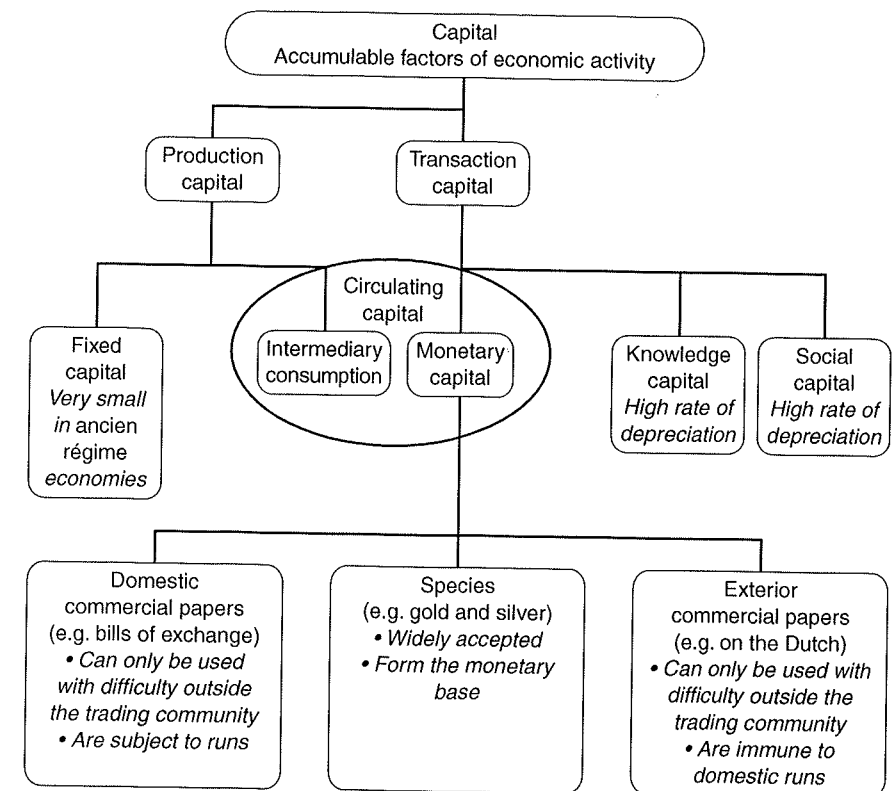 Capital
Accumulable factors of economic activity
Production
capital
Transaction
capital
Circulating
capital
Fixed
capital
Very small
in ancien
régime
economies
Intermediary
consumption
Monetary
capital
Knowledge
capital
High rate of
depreciation
Social
capital
High rate of
depreciation
Domestic
commercial papers
(e.g. bills of exchange)
• Can only be used
with difficulty outside
the trading community
• Are subject to runs
Species
(e.g. gold and silver)
• Widely accepted
• Form the monetary
base
Exterior
commercial papers
(e.g. on the Dutch)
• Can only be used with
difficulty outside the
trading community
• Are immune to
domestic runs